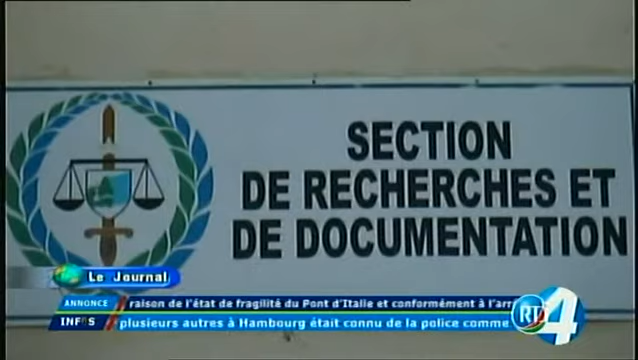 SECTION
DE RECHERCHES ET
DE DOCUMENTATION
Le Journal
ANNONCE raison de l'état de fragilité du Pont d'Italie et conformément à l'arr
INFOS plusieurs autres à Hambourg était connu de la police comme
RTD 4